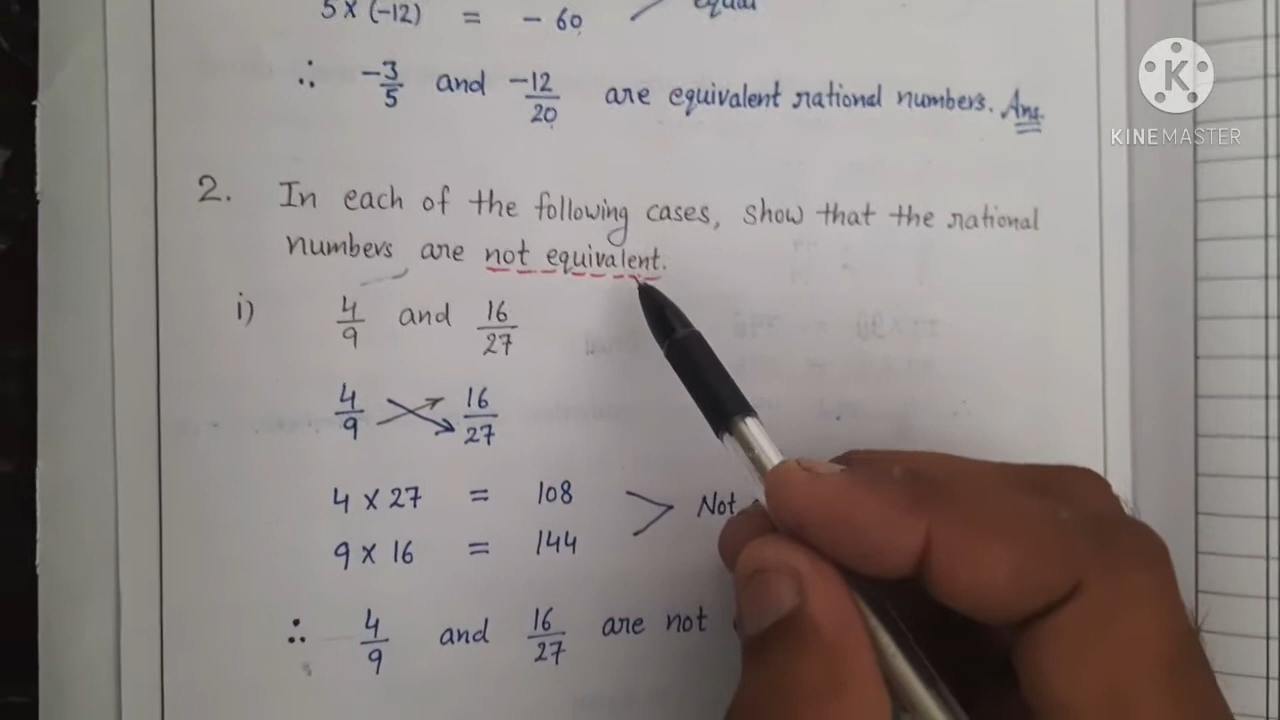 5 × (-12) = - 60 equal
∴ -3/5 and -12/20 are equivalent rational numbers. Ans.
KINEMASTER
2. In each of the following cases, show that the rational
numbers are not equivalent.
i) 4/9 and 16/27
4/9 16/27
4 × 27 = 108
9 × 16 = 144
Not
∴ 4/9 and 16/27 are not